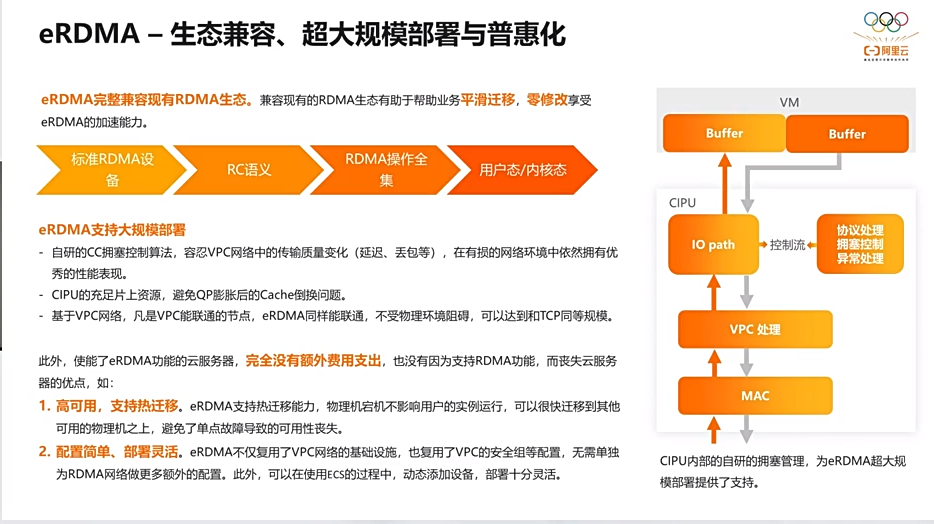 eRDMA – 生态兼容、超大规模部署与普惠化
阿里云
eRDMA完整兼容现有RDMA生态。兼容现有的RDMA生态有助于帮助业务平滑迁移，零修改享受
eRDMA的加速能力。
标准RDMA设
备
RC语义
RDMA操作全
集
用户态/内核态
eRDMA支持大规模部署
- 自研的CC拥塞控制算法，容忍VPC网络中的传输质量变化（延迟、丢包等），在有损的网络环境中依然拥有优
秀的性能表现。
- CIPU的充足片上资源，避免QP膨胀后的Cache倒换问题。
- 基于VPC网络，凡是VPC能联通的节点，eRDMA同样能联通，不受物理环境阻碍，可以达到和TCP同等规模。
此外，使能了eRDMA功能的云服务器，完全没有额外费用支出，也没有因为支持RDMA功能，而丧失云服务
器的优点，如：
1. 高可用，支持热迁移。eRDMA支持热迁移能力，物理机宕机不影响用户的实例运行，可以很快迁移到其他
可用的物理机之上，避免了单点故障导致的可用性丧失。
2. 配置简单、部署灵活。eRDMA不仅复用了VPC网络的基础设施，也复用了VPC的安全组等配置，无需单独
为RDMA网络做更多额外的配置。此外，可以在使用ECS的过程中，动态添加设备，部署十分灵活。
VM
Buffer
Buffer
CIPU
IO path
控制流
协议处理
拥塞控制
异常处理
VPC 处理
MAC
CIPU内部的自研的拥塞管理，为eRDMA超大规
模部署提供了支持。